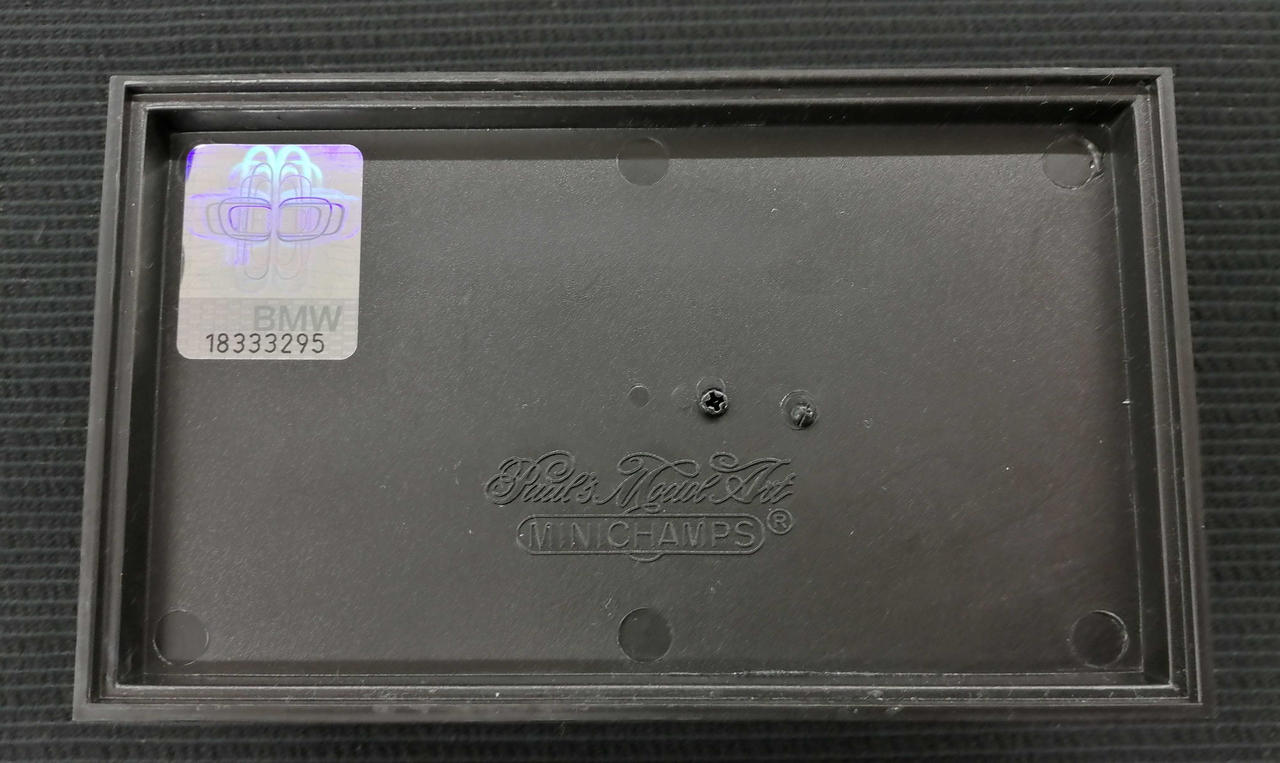 BMW
18333295
Paul's Model Art
MINICHAMPS®